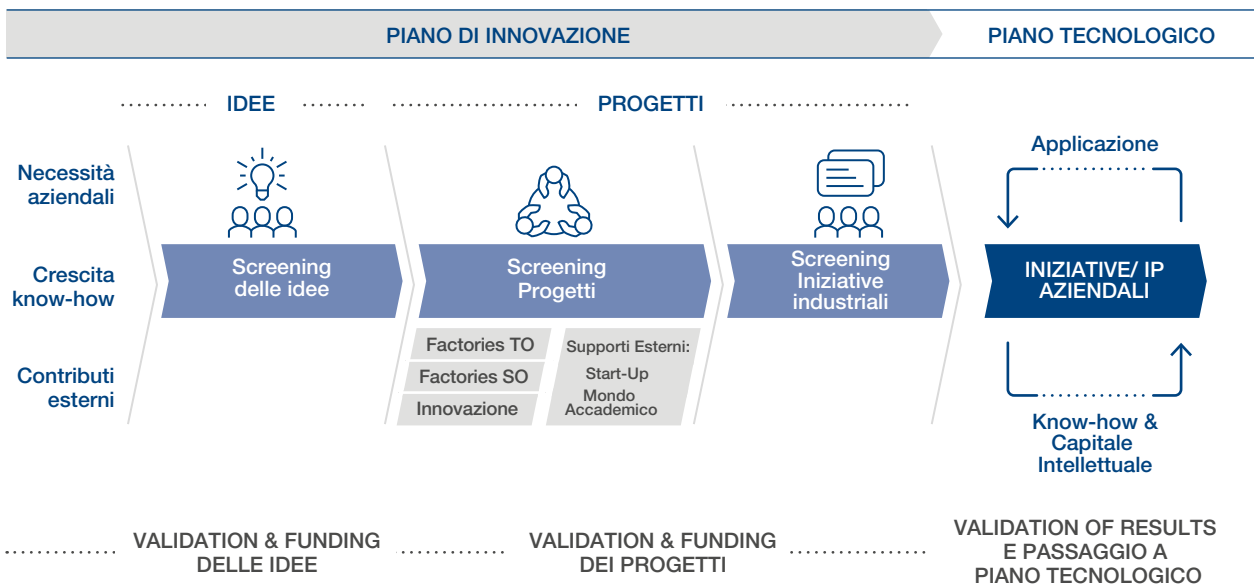 PIANO DI INNOVAZIONE
PIANO TECNOLOGICO
IDEE
PROGETTI
Necessità
aziendali
Crescita
know-how
Contributi
esterni
Screening
delle idee
Screening
Progetti
Screening
Iniziative
industriali
Factories TO
Factories SO
Innovazione
Supporti Esterni:
Start-Up
Mondo
Accademico
Applicazione
INIZIATIVE/ IP
AZIENDALI
Know-how &
Capitale
Intellettuale
VALIDATION & FUNDING
DELLE IDEE
VALIDATION & FUNDING
DEI PROGETTI
VALIDATION OF RESULTS
E PASSAGGIO A
PIANO TECNOLOGICO